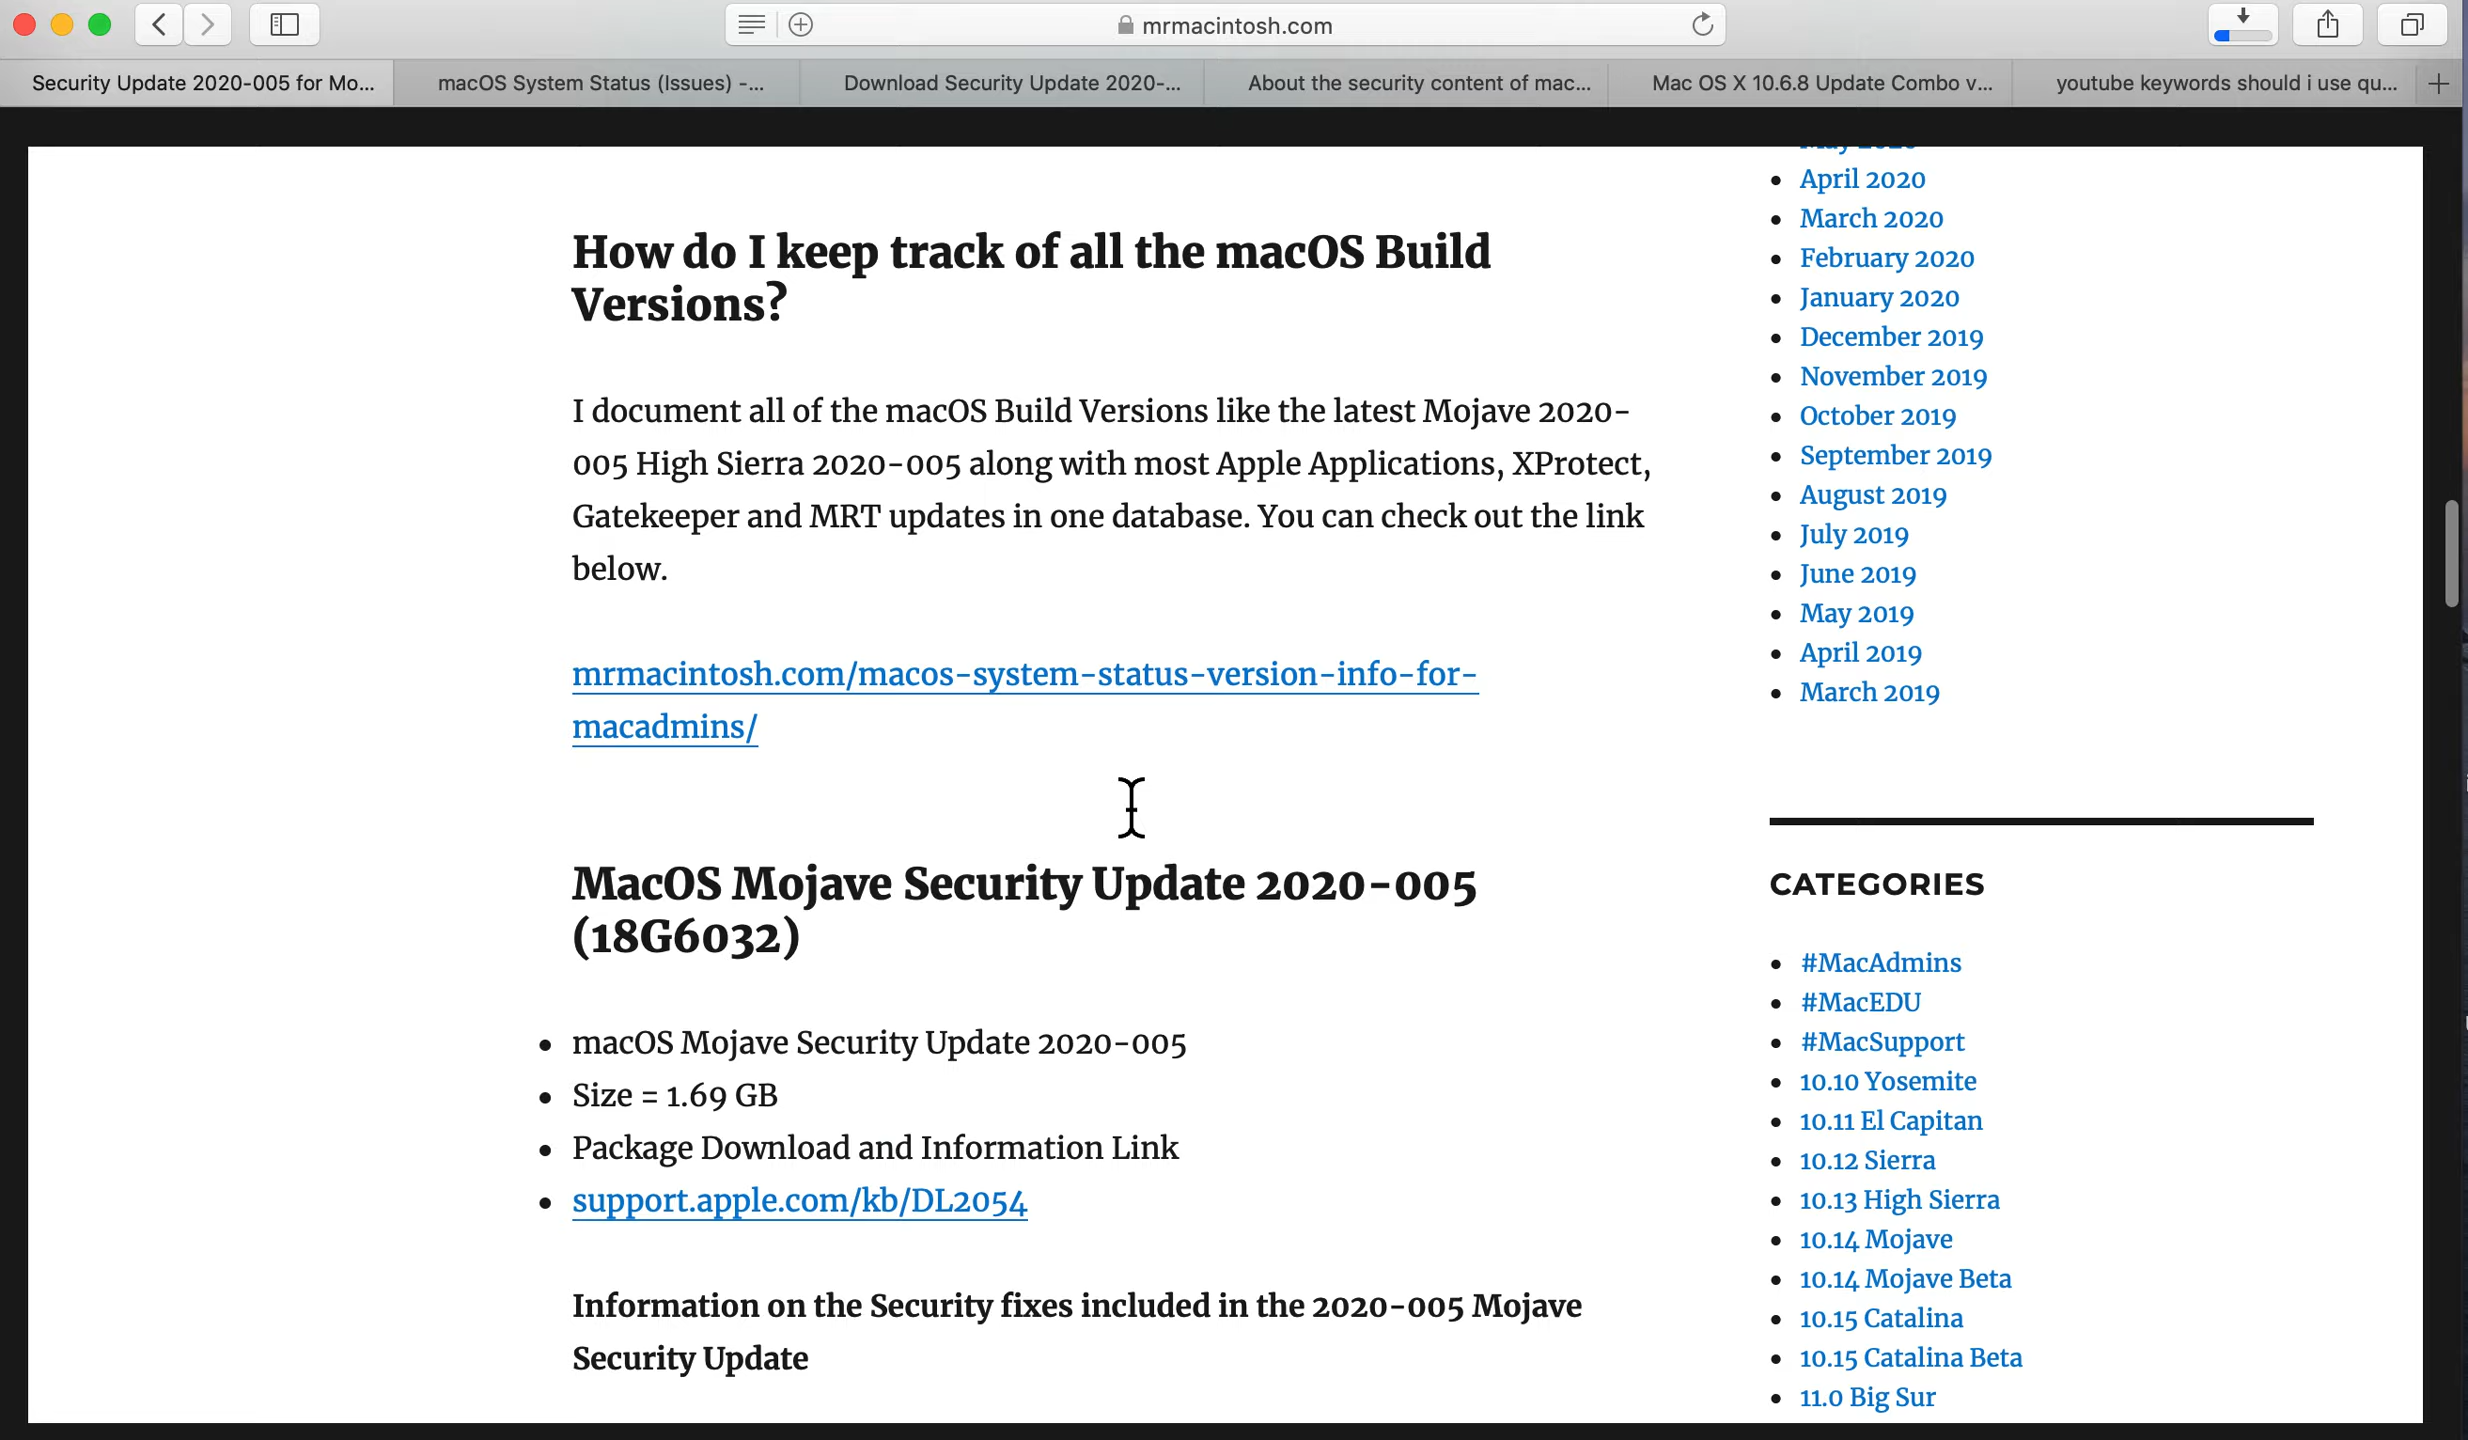 mrmacintosh.com
Security Update 2020-005 for Mo...
macOS System Status (Issues) -...
Download Security Update 2020-...
About the security content of mac...
Mac OS X 10.6.8 Update Combo v...
youtube keywords should i use qu...
How do I keep track of all the macOS Build
Versions?
I document all of the macOS Build Versions like the latest Mojave 2020-
005 High Sierra 2020-005 along with most Apple Applications, XProtect,
Gatekeeper and MRT updates in one database. You can check out the link
below.
mrmacintosh.com/macos-system-status-version-info-for-
macadmins/
MacOS Mojave Security Update 2020-005
(18G6032)
macOS Mojave Security Update 2020-005
Size = 1.69 GB
Package Download and Information Link
support.apple.com/kb/DL2054
Information on the Security fixes included in the 2020-005 Mojave
Security Update
May 2020
April 2020
March 2020
February 2020
January 2020
December 2019
November 2019
October 2019
September 2019
August 2019
July 2019
June 2019
May 2019
April 2019
March 2019
CATEGORIES
#MacAdmins
#MacEDU
#MacSupport
10.10 Yosemite
10.11 El Capitan
10.12 Sierra
10.13 High Sierra
10.14 Mojave
10.14 Mojave Beta
10.15 Catalina
10.15 Catalina Beta
11.0 Big Sur